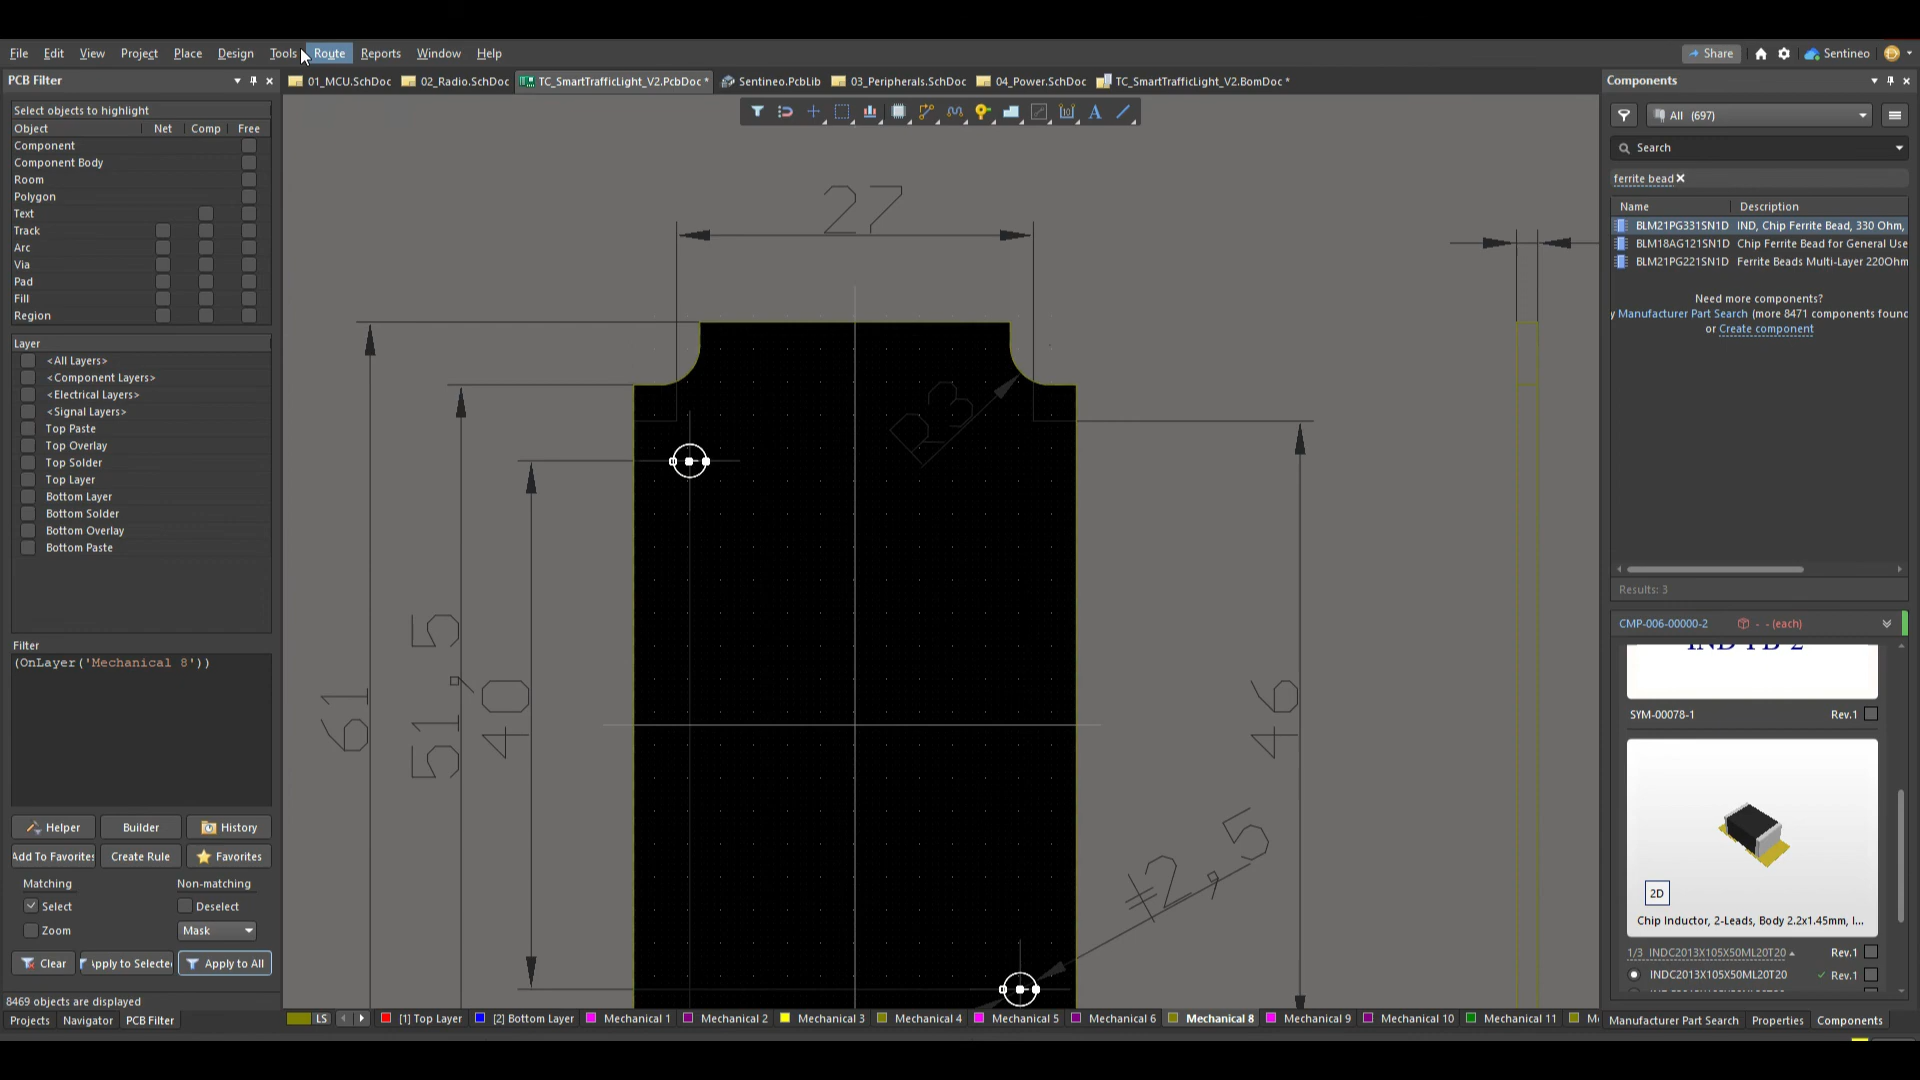 File Edit View Project Place Design Tools Route Reports Window Help
Share Sentineo
PCB Filter
01_MCU.SchDoc 02_Radio.SchDoc TC_SmartTrafficLight_V2.PcbDoc * Sentineo.PcbLib 03_Peripherals.SchDoc 04_Power.SchDoc TC_SmartTrafficLight_V2.BomDoc *
Components
Select objects to highlight
Object Net Comp Free
Component
Component Body
Room
Polygon
Text
Track
Arc
Via
Pad
Fill
Region
Layer
<All Layers>
<Component Layers>
<Electrical Layers>
<Signal Layers>
Top Paste
Top Overlay
Top Solder
Top Layer
Bottom Layer
Bottom Solder
Bottom Overlay
Bottom Paste
Filter
(OnLayer('Mechanical 8'))
Helper Builder History
Add To Favorites Create Rule Favorites
Matching Non-matching
Select Deselect
Zoom Mask
Clear Apply to All
8469 objects are displayed
Projects Navigator PCB Filter
27
R3
61
51,5
40
46
2,5
LS [1] Top Layer [2] Bottom Layer Mechanical 1 Mechanical 2 Mechanical 3 Mechanical 4 Mechanical 5 Mechanical 6 Mechanical 8 Mechanical 9 Mechanical 10 Mechanical 11
All (697)
Search
ferrite bead
Name Description
BLM21PG331SN1D IND, Chip Ferrite Bead, 330 Ohm,
BLM18AG121SN1D Chip Ferrite Bead for General Use
BLM21PG221SN1D Ferrite Beads Multi-Layer 220Ohm
Need more components?
y Manufacturer Part Search (more 8471 components found
or Create component
Results: 3
CMP-006-00000-2 - - (each)
SYM-00078-1 Rev.1
2D
Chip Inductor, 2-Leads, Body 2.2x1.45mm, I...
1/3 INDC2013X105X50ML20T20 Rev.1
INDC2013X105X50ML20T20 Rev.1
Manufacturer Part Search Properties Components